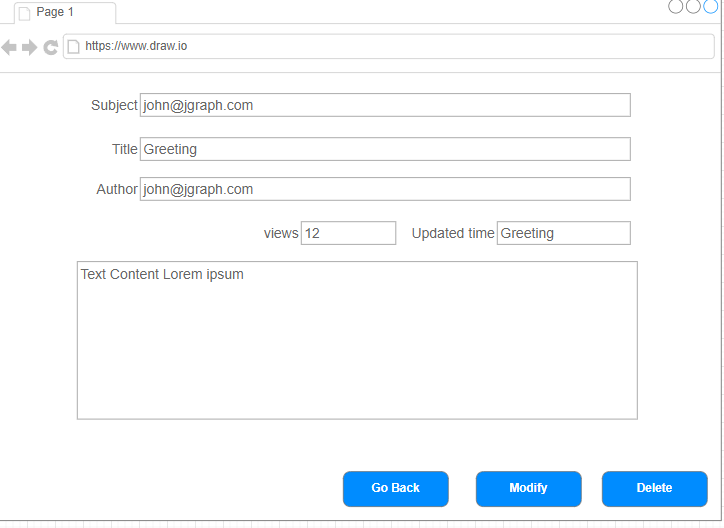 Page 1
https://www.draw.io
Subject john@jgraph.com
Title Greeting
Author john@jgraph.com
views 12 Updated time Greeting
Text Content Lorem ipsum
Go Back Modify Delete